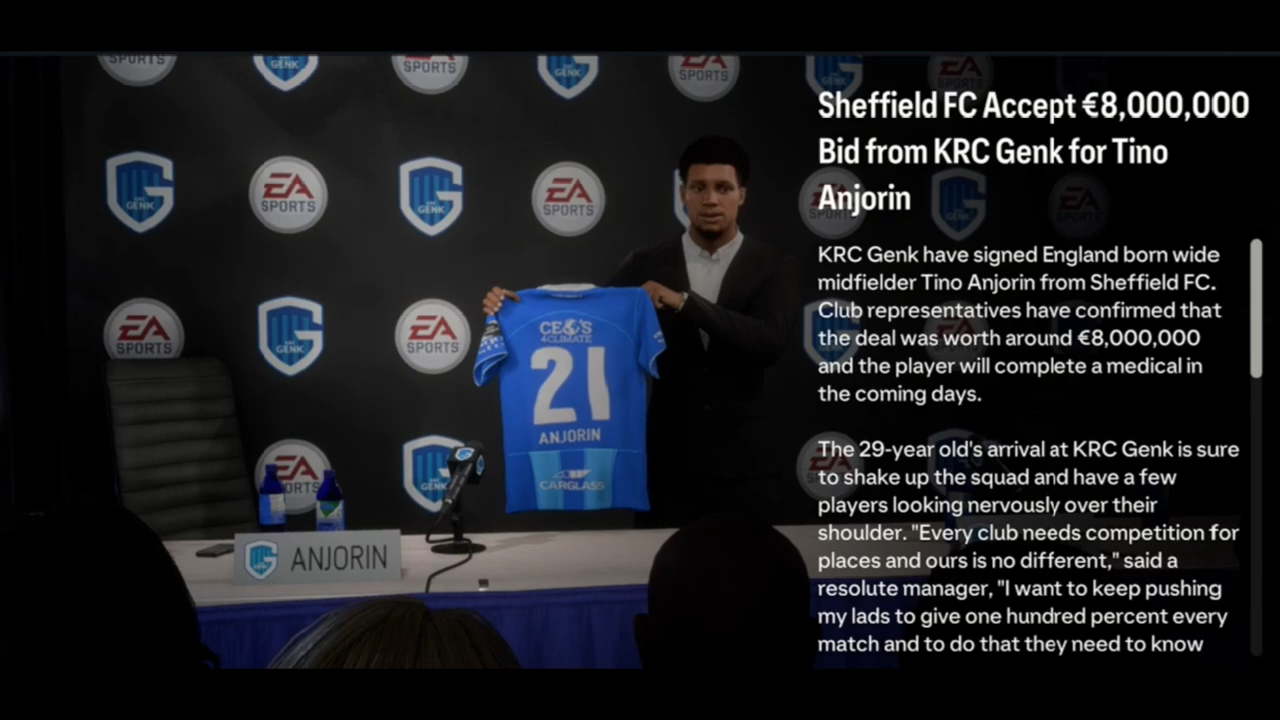 SPORTS
GENK
SPORTS
GENK
EA
SPORTS
GENK
EA
SPORTS
Sheffield FC Accept €8,000,000
Bid from KRC Genk for Tino
Anjorin
GENK
EA
SPORTS
GENK
EA
SPORTS
KRC Genk have signed England born wide
midfielder Tino Anjorin from Sheffield FC.
Club representatives have confirmed that
the deal was worth around €8,000,000
and the player will complete a medical in
the coming days.
EA
SPORTS
GENK
EA
SPORTS
CEO'S
4CLIMATE
21
ANJORIN
CARGLASS
EA
SPORTS
GENK
ANJORIN
The 29-year old's arrival at KRC Genk is sure
to shake up the squad and have a few
players looking nervously over their
shoulder. "Every club needs competition for
places and ours is no different," said a
resolute manager, "I want to keep pushing
my lads to give one hundred percent every
match and to do that they need to know